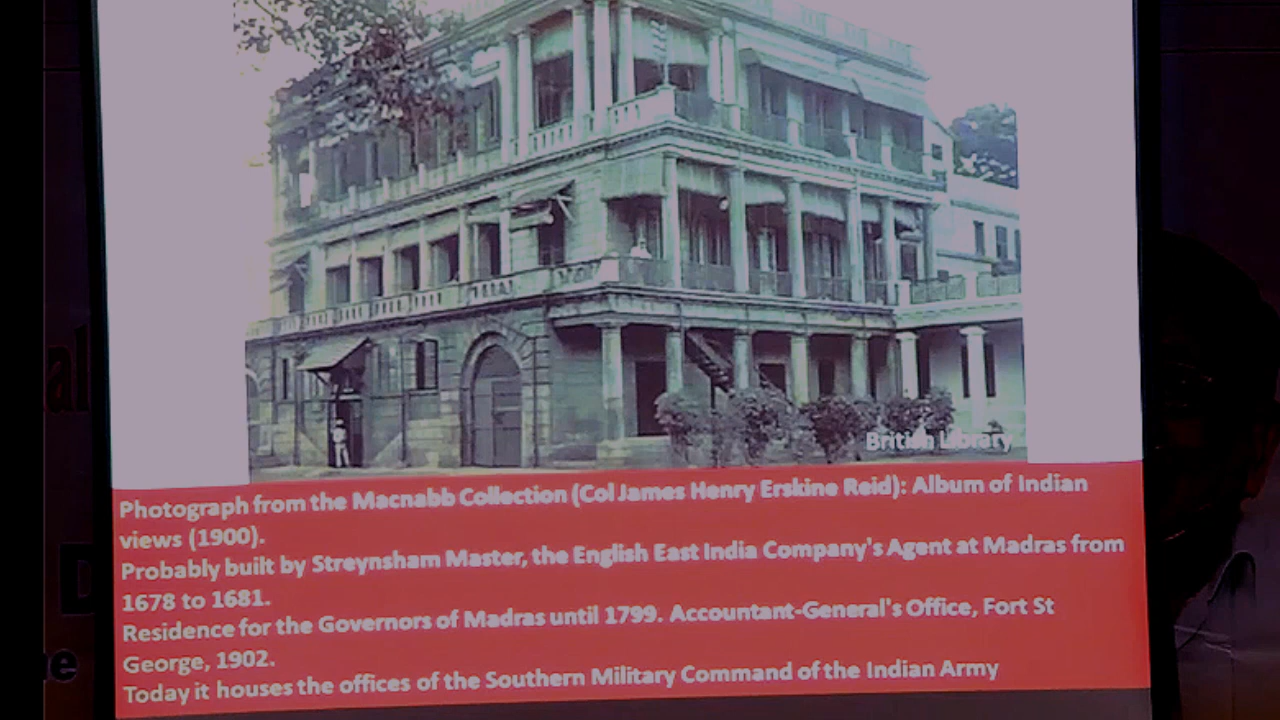 British Library
Photograph from the Macnabb Collection (Col James Henry Erskine Reid): Album of Indian
views (1900).
Probably built by Streynsham Master, the English East India Company's Agent at Madras from
1678 to 1681.
Residence for the Governors of Madras until 1799. Accountant-General's Office, Fort St
George, 1902.
Today it houses the offices of the Southern Military Command of the Indian Army